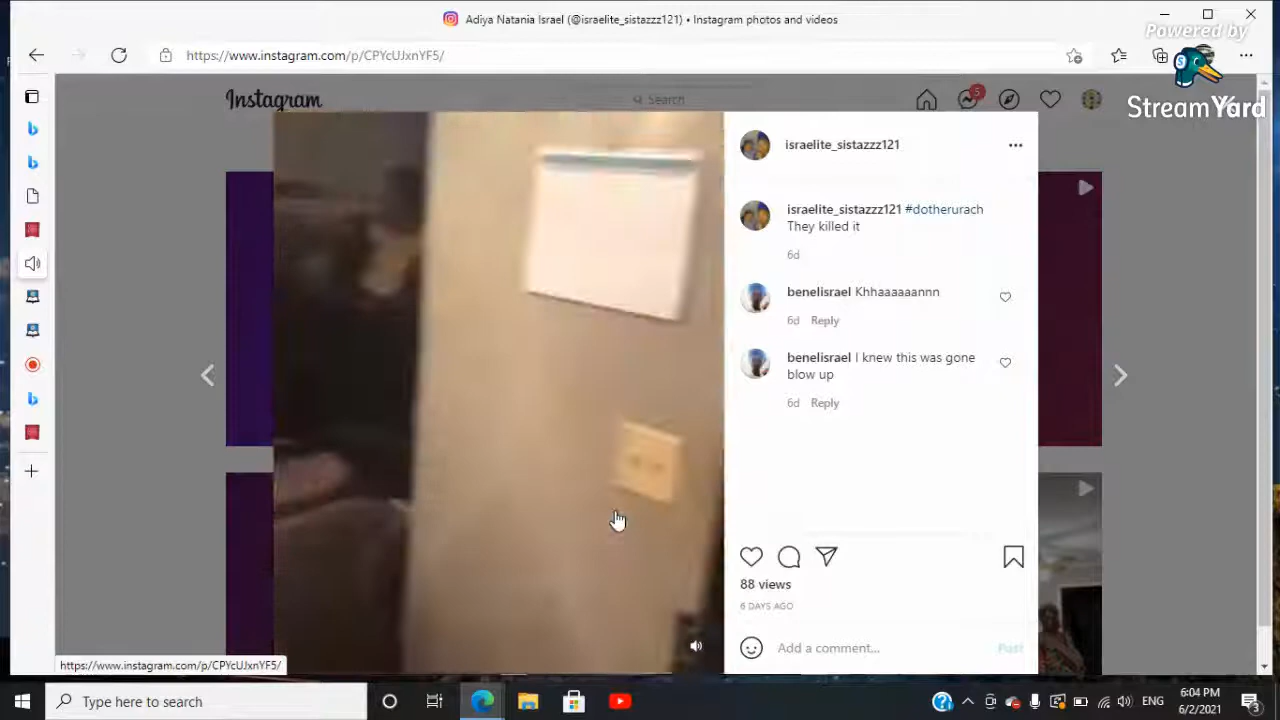 Adiya Natania Israel (@israelite_sistazzz121) • Instagram photos and videos
Powered by
https://www.instagram.com/p/CPYcUJxnYF5/
StreamYard
Instagram
Search
5
israelite_sistazzz121
israelite_sistazzz121 #dotherurach
They killed it
6d
benelisrael Khhaaaaaannn
6d Reply
benelisrael I knew this was gone
blow up
6d Reply
88 views
6 DAYS AGO
Add a comment... Post
https://www.instagram.com/p/CPYcUJxnYF5/
Type here to search
ENG
6:04 PM
6/2/2021
3